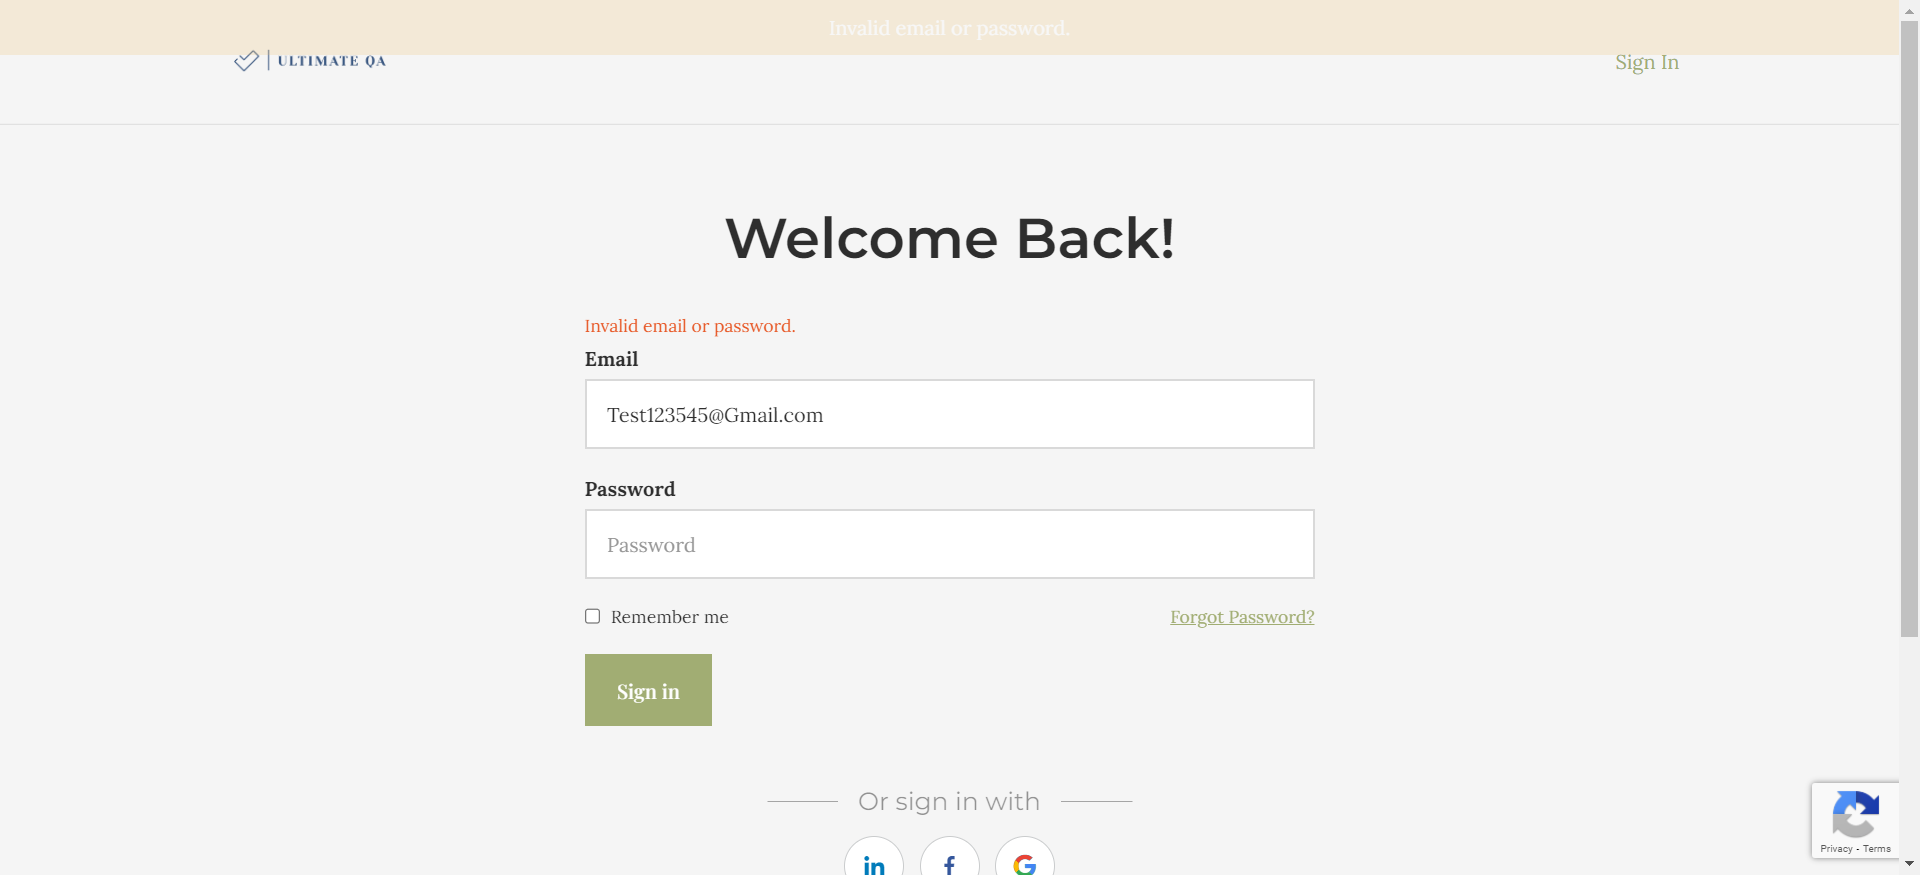 Invalid email or password.
ULTIMATE QA
Sign In
Welcome Back!
Invalid email or password.
Email
Test123545@Gmail.com
Password
Password
Remember me
Forgot Password?
Sign in
Or sign in with
in
f
G
Privacy - Terms